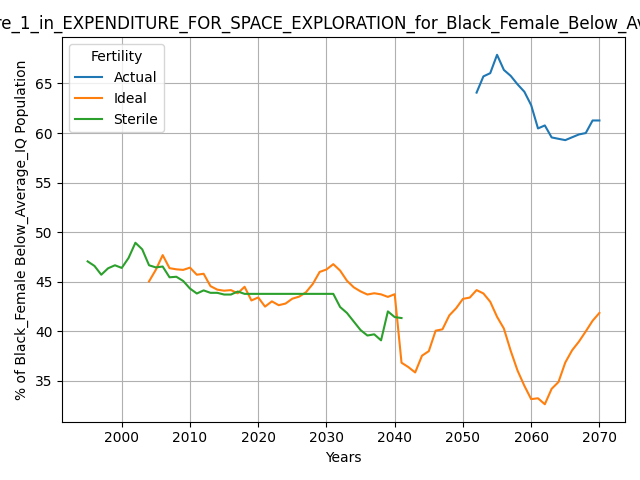 re_1_in_EXPENDITURE_FOR_SPACE_EXPLORATION_for_Black_Female_Below_Av
Fertility
Actual
Ideal
Sterile
% of Black_Female Below_Average_IQ Population
65
60
55
50
45
40
35
2000
2010
2020
2030
2040
2050
2060
2070
Years